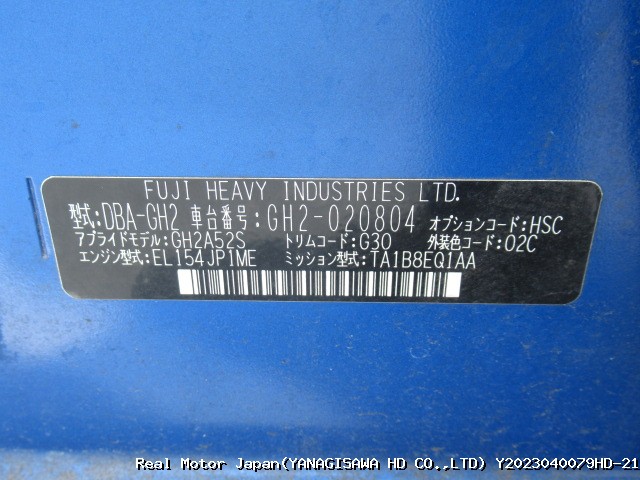 FUJI HEAVY INDUSTRIES LTD.
型式:DBA-GH2 車台番号:GH2-020804 オプションコード:HSC
アプライドモデル:GH2A52S トリムコード:G30 外装色コード:02C
エンジン型式:EL154JP1ME ミッション型式:TA1B8EQ1AA
Real Motor Japan(YANAGISAWA HD CO.,LTD) Y2023040079HD-21